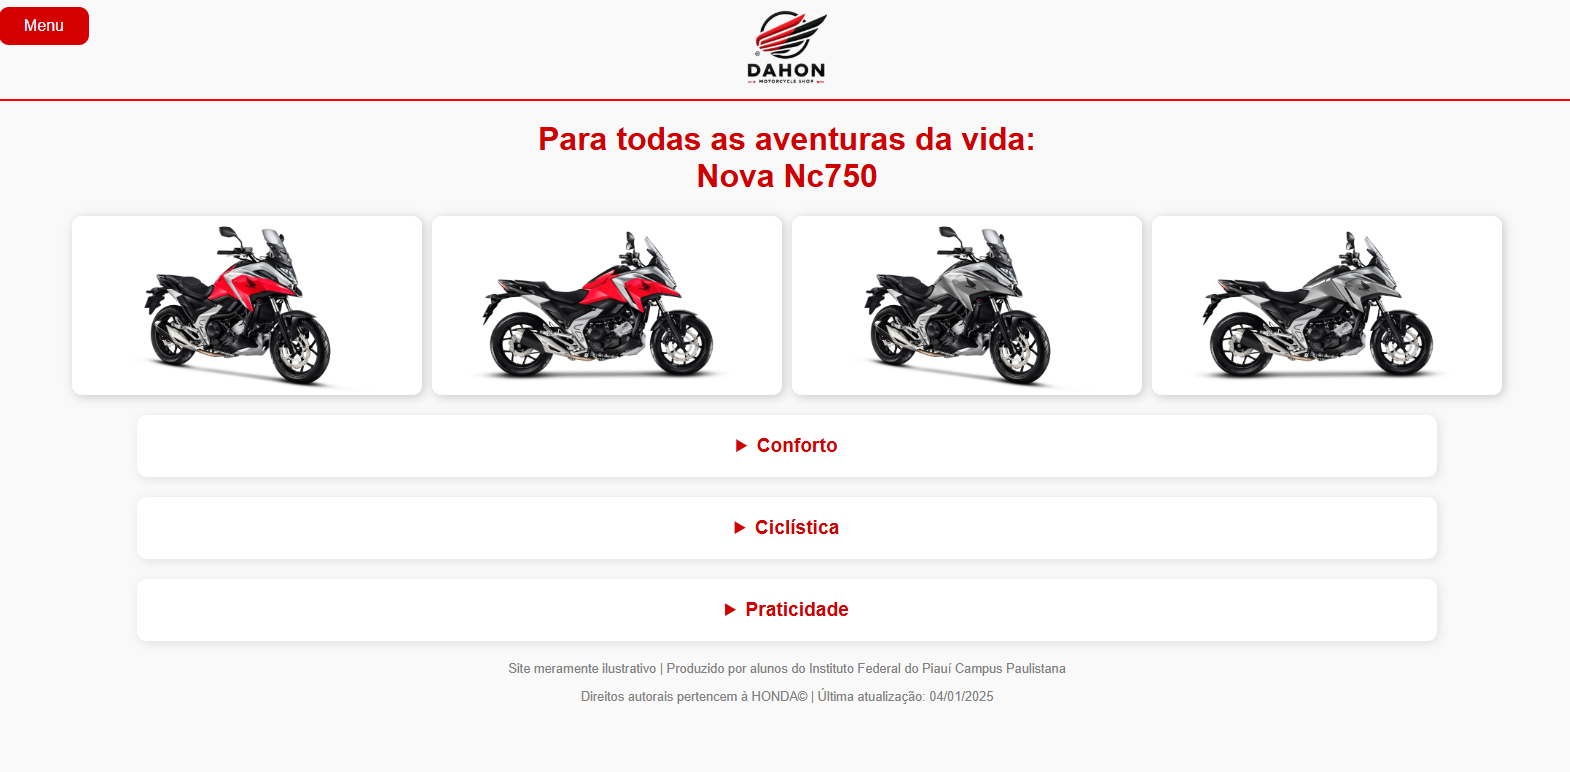 Menu
DAHON
MOTORCYCLE SHOP
Para todas as aventuras da vida:
Nova Nc750
Conforto
Ciclística
Praticidade
Site meramente ilustrativo | Produzido por alunos do Instituto Federal do Piauí Campus Paulistana
Direitos autorais pertencem à HONDA© | Última atualização: 04/01/2025